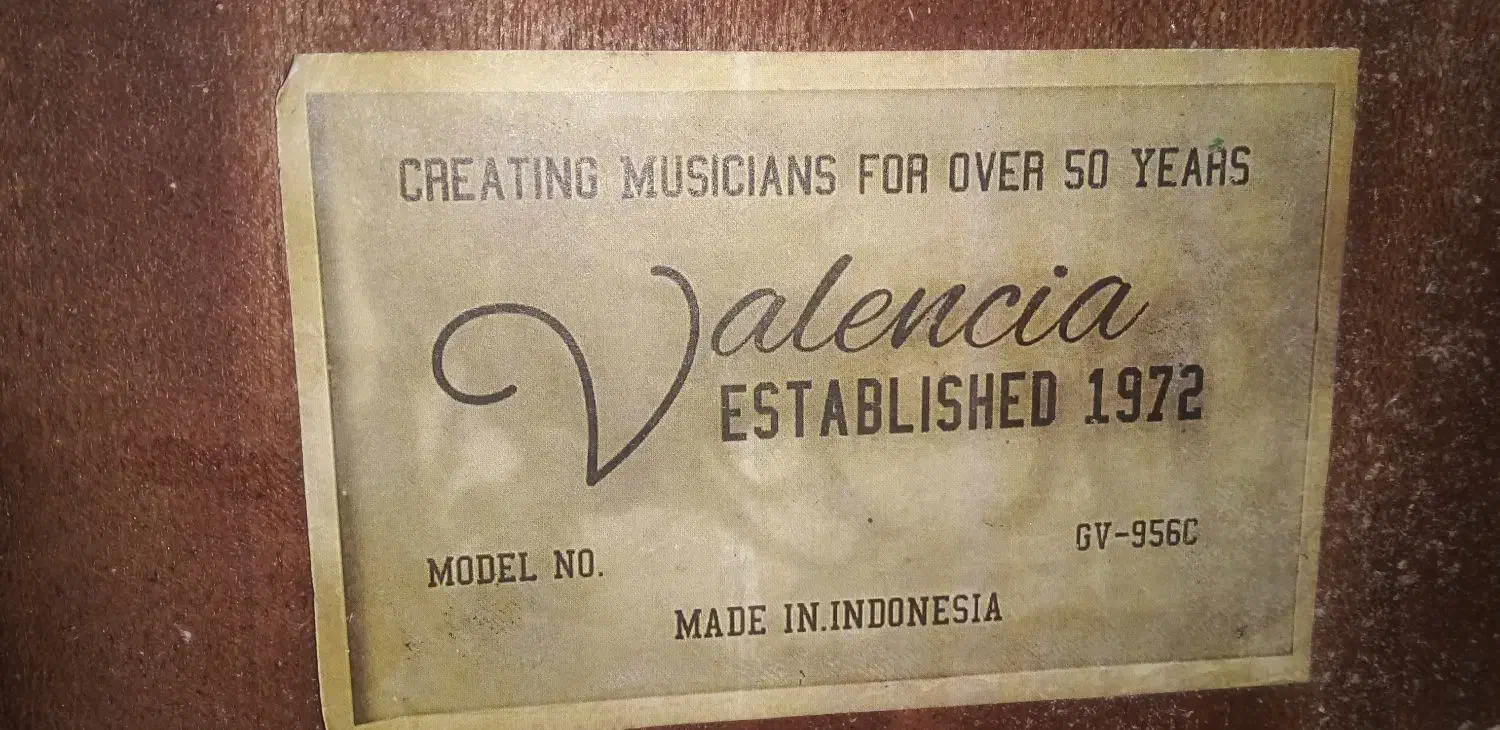 CREATING MUSICIANS FOR OVER 50 YEARS
Valencia
ESTABLISHED 1972
GV-956C
MODEL NO.
MADE IN.INDONESIA